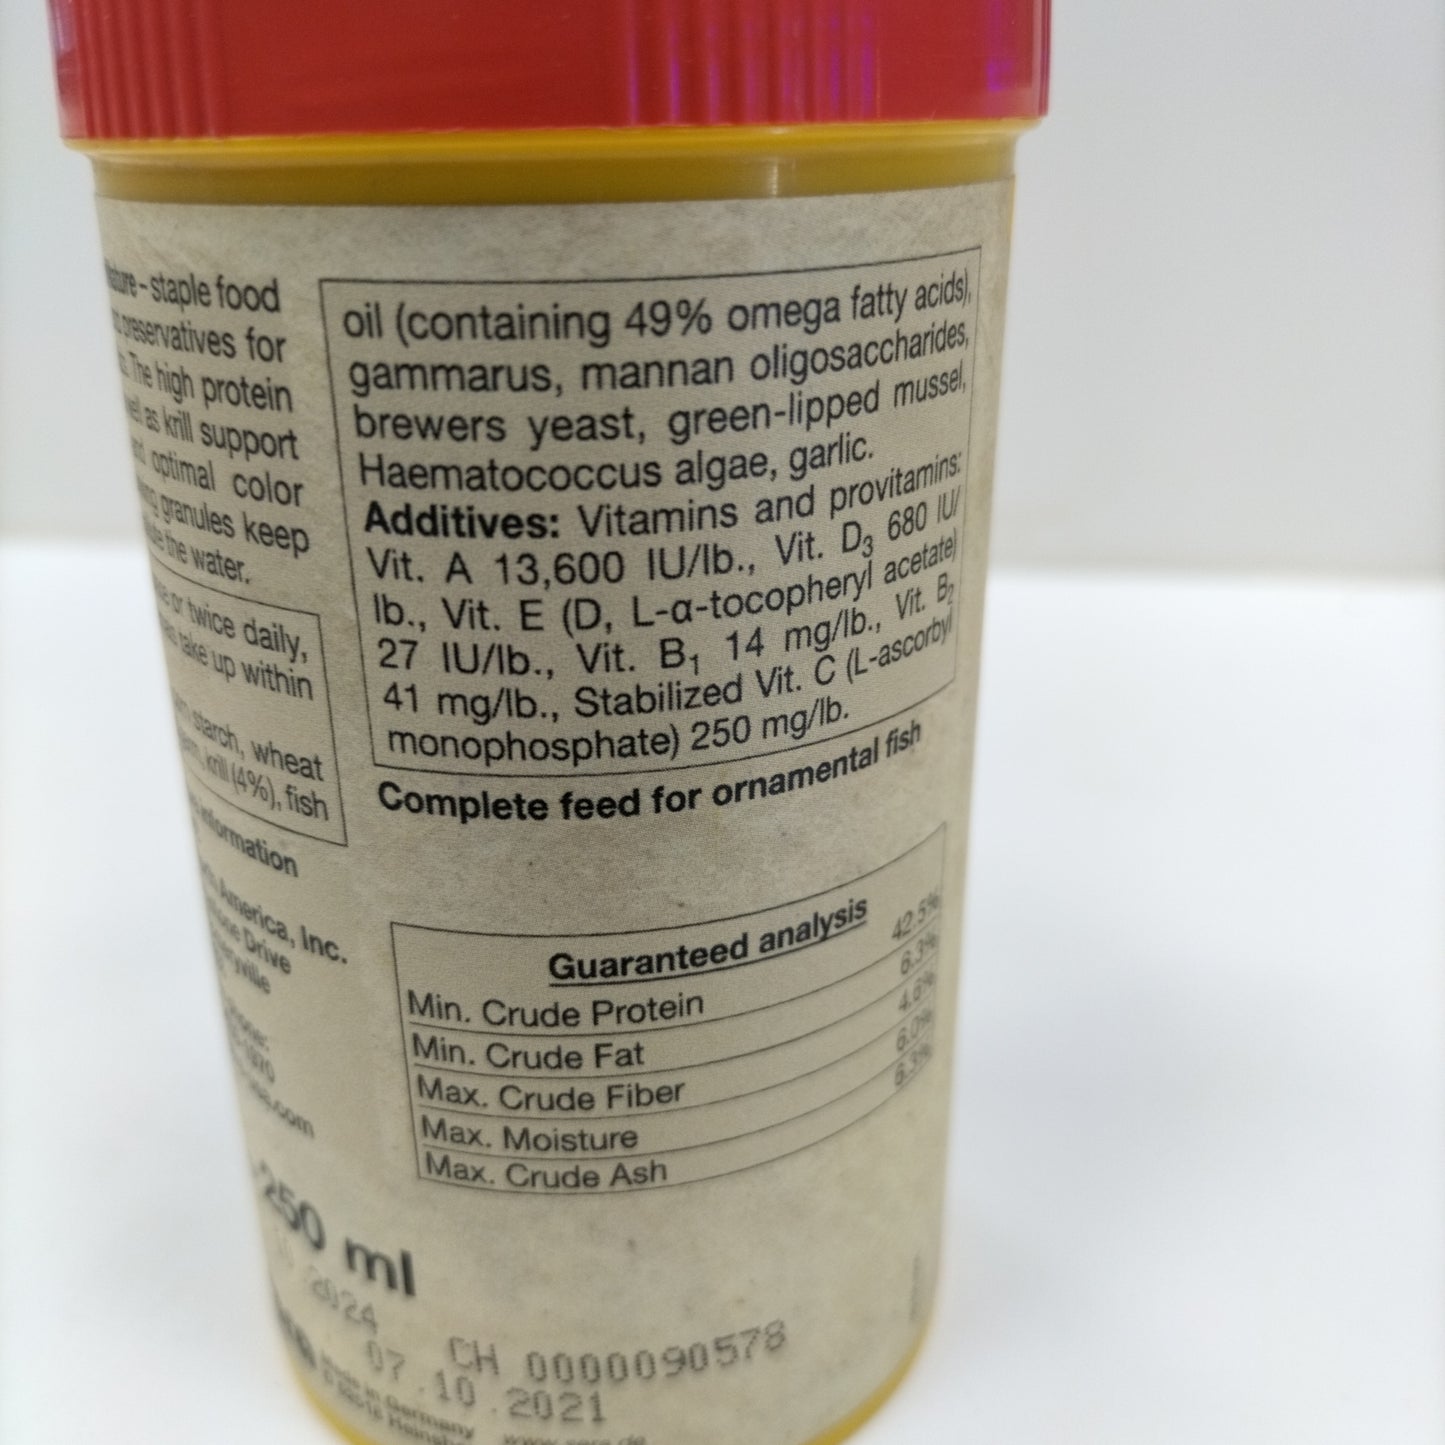 – staple food
preservatives for
The high protein
as krill support
optimal color
granules keep
the water.
or twice daily,
take up within
starch, wheat
krill (4%), fish
information
America, Inc.
Drive
250 ml
2024
oil (containing 49% omega fatty acids),
gammarus, mannan oligosaccharides,
brewers yeast, green-lipped mussel,
Haematococcus algae, garlic.
Additives: Vitamins and provitamins:
Vit. A 13,600 IU/lb., Vit. D₃ 680 IU/
lb., Vit. E (D, L-α-tocopheryl acetate)
27 IU/lb., Vit. B₁ 14 mg/lb., Vit. B₂
41 mg/lb., Stabilized Vit. C (L-ascorbyl
monophosphate) 250 mg/lb.
Complete feed for ornamental fish
Guaranteed analysis
Min. Crude Protein 42.5%
Min. Crude Fat 6.3%
Max. Crude Fiber 4.6%
Max. Moisture 6.0%
Max. Crude Ash 6.3%
CH 0000090578
07.10.2021
Made in Germany
www.sera.de